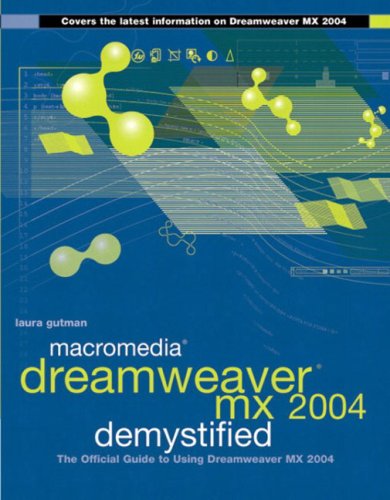 Covers the latest information on Dreamweaver MX 2004
laura gutman
macromedia®
dreamweaver®
mx 2004
demystified
The Official Guide to Using Dreamweaver MX 2004